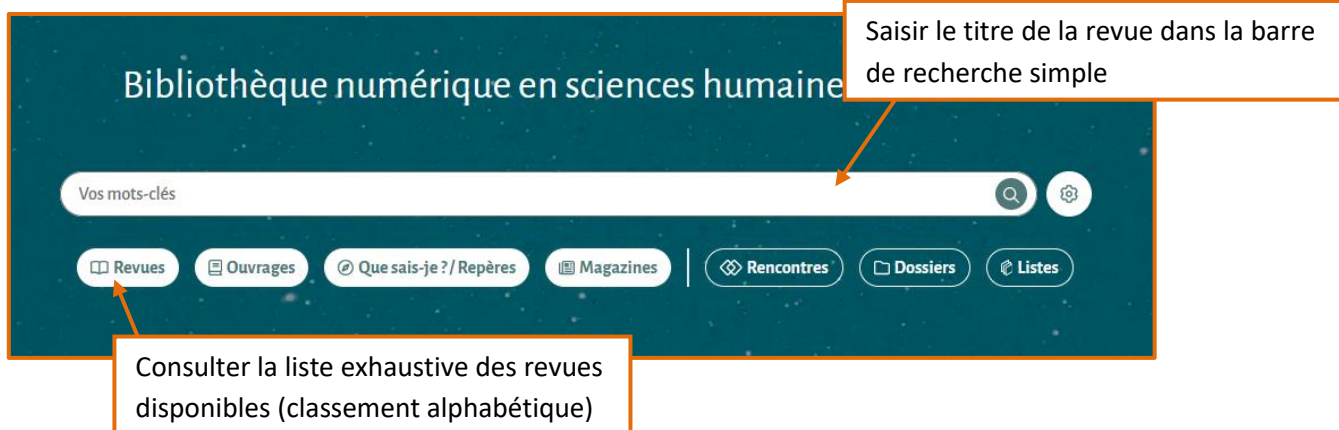 Saisir le titre de la revue dans la barre
de recherche simple
Bibliothèque numérique en sciences humaine
Vos mots-clés
Revues
Ouvrages
Que sais-je ? / Repères
Magazines
Rencontres
Dossiers
Listes
Consulter la liste exhaustive des revues
disponibles (classement alphabétique)